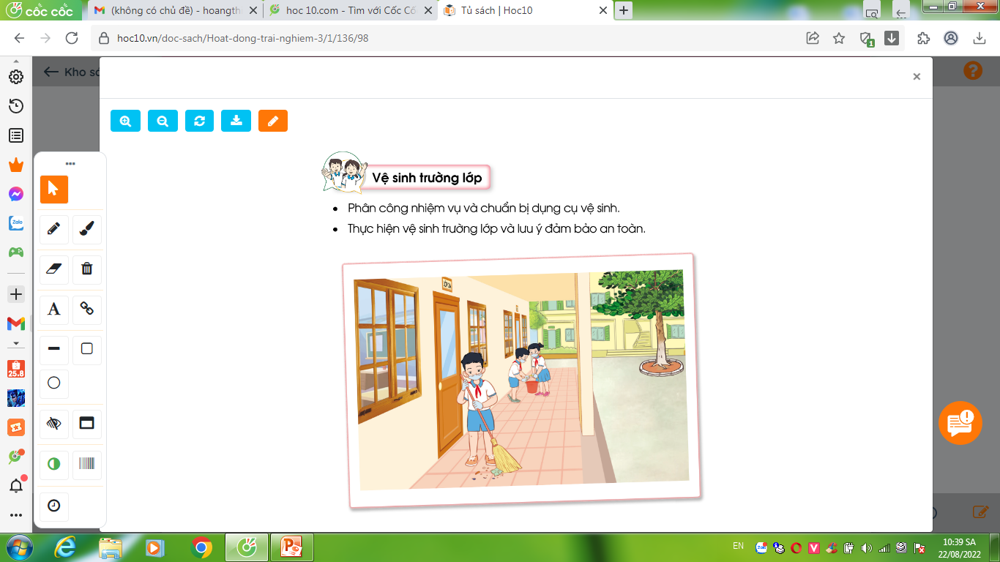 cốc cốc
(không có chủ đề) - hoangth
hoc 10.com - Tìm với Cốc Cố
Tủ sách | Hoc10
hoc10.vn/doc-sach/Hoat-dong-trai-nghiem-3/1/136/98
Kho sá
Vệ sinh trường lớp
Phân công nhiệm vụ và chuẩn bị dụng cụ vệ sinh.
Thực hiện vệ sinh trường lớp và lưu ý đảm bảo an toàn.
Zalo
A
25.8
EN
10:39 SA
22/08/2022